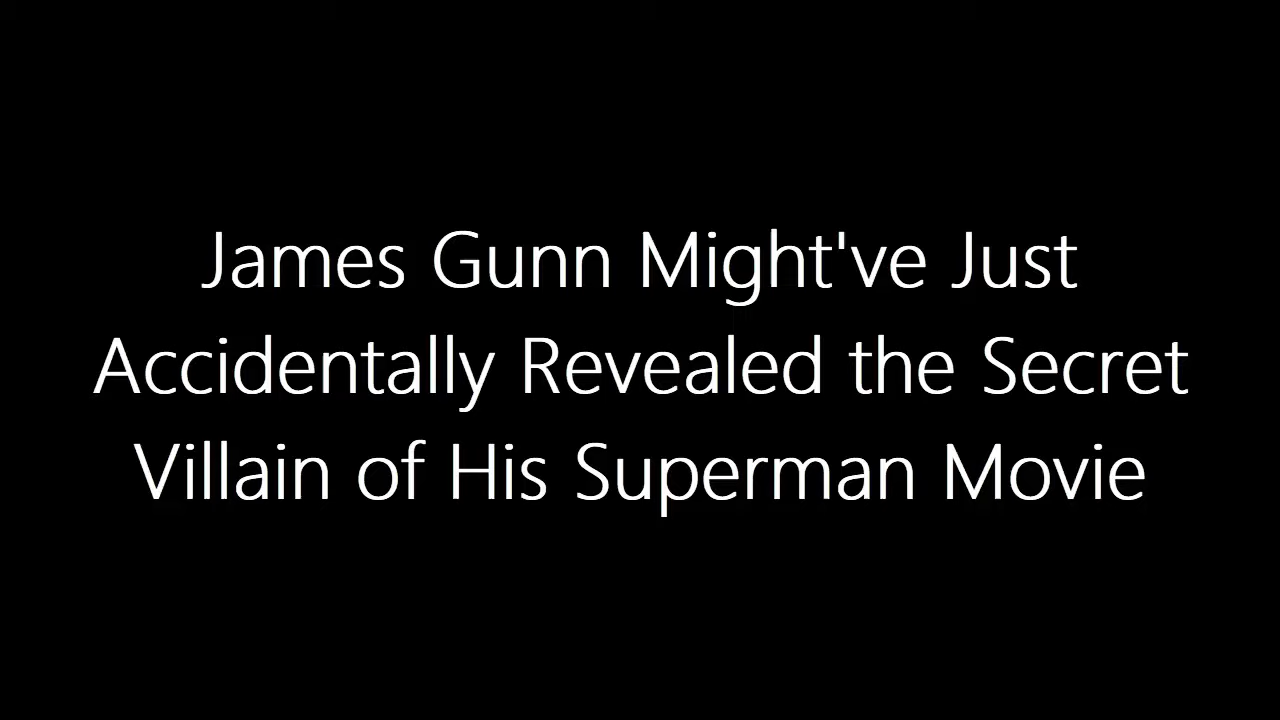 James Gunn Might've Just
Accidentally Revealed the Secret
Villain of His Superman Movie